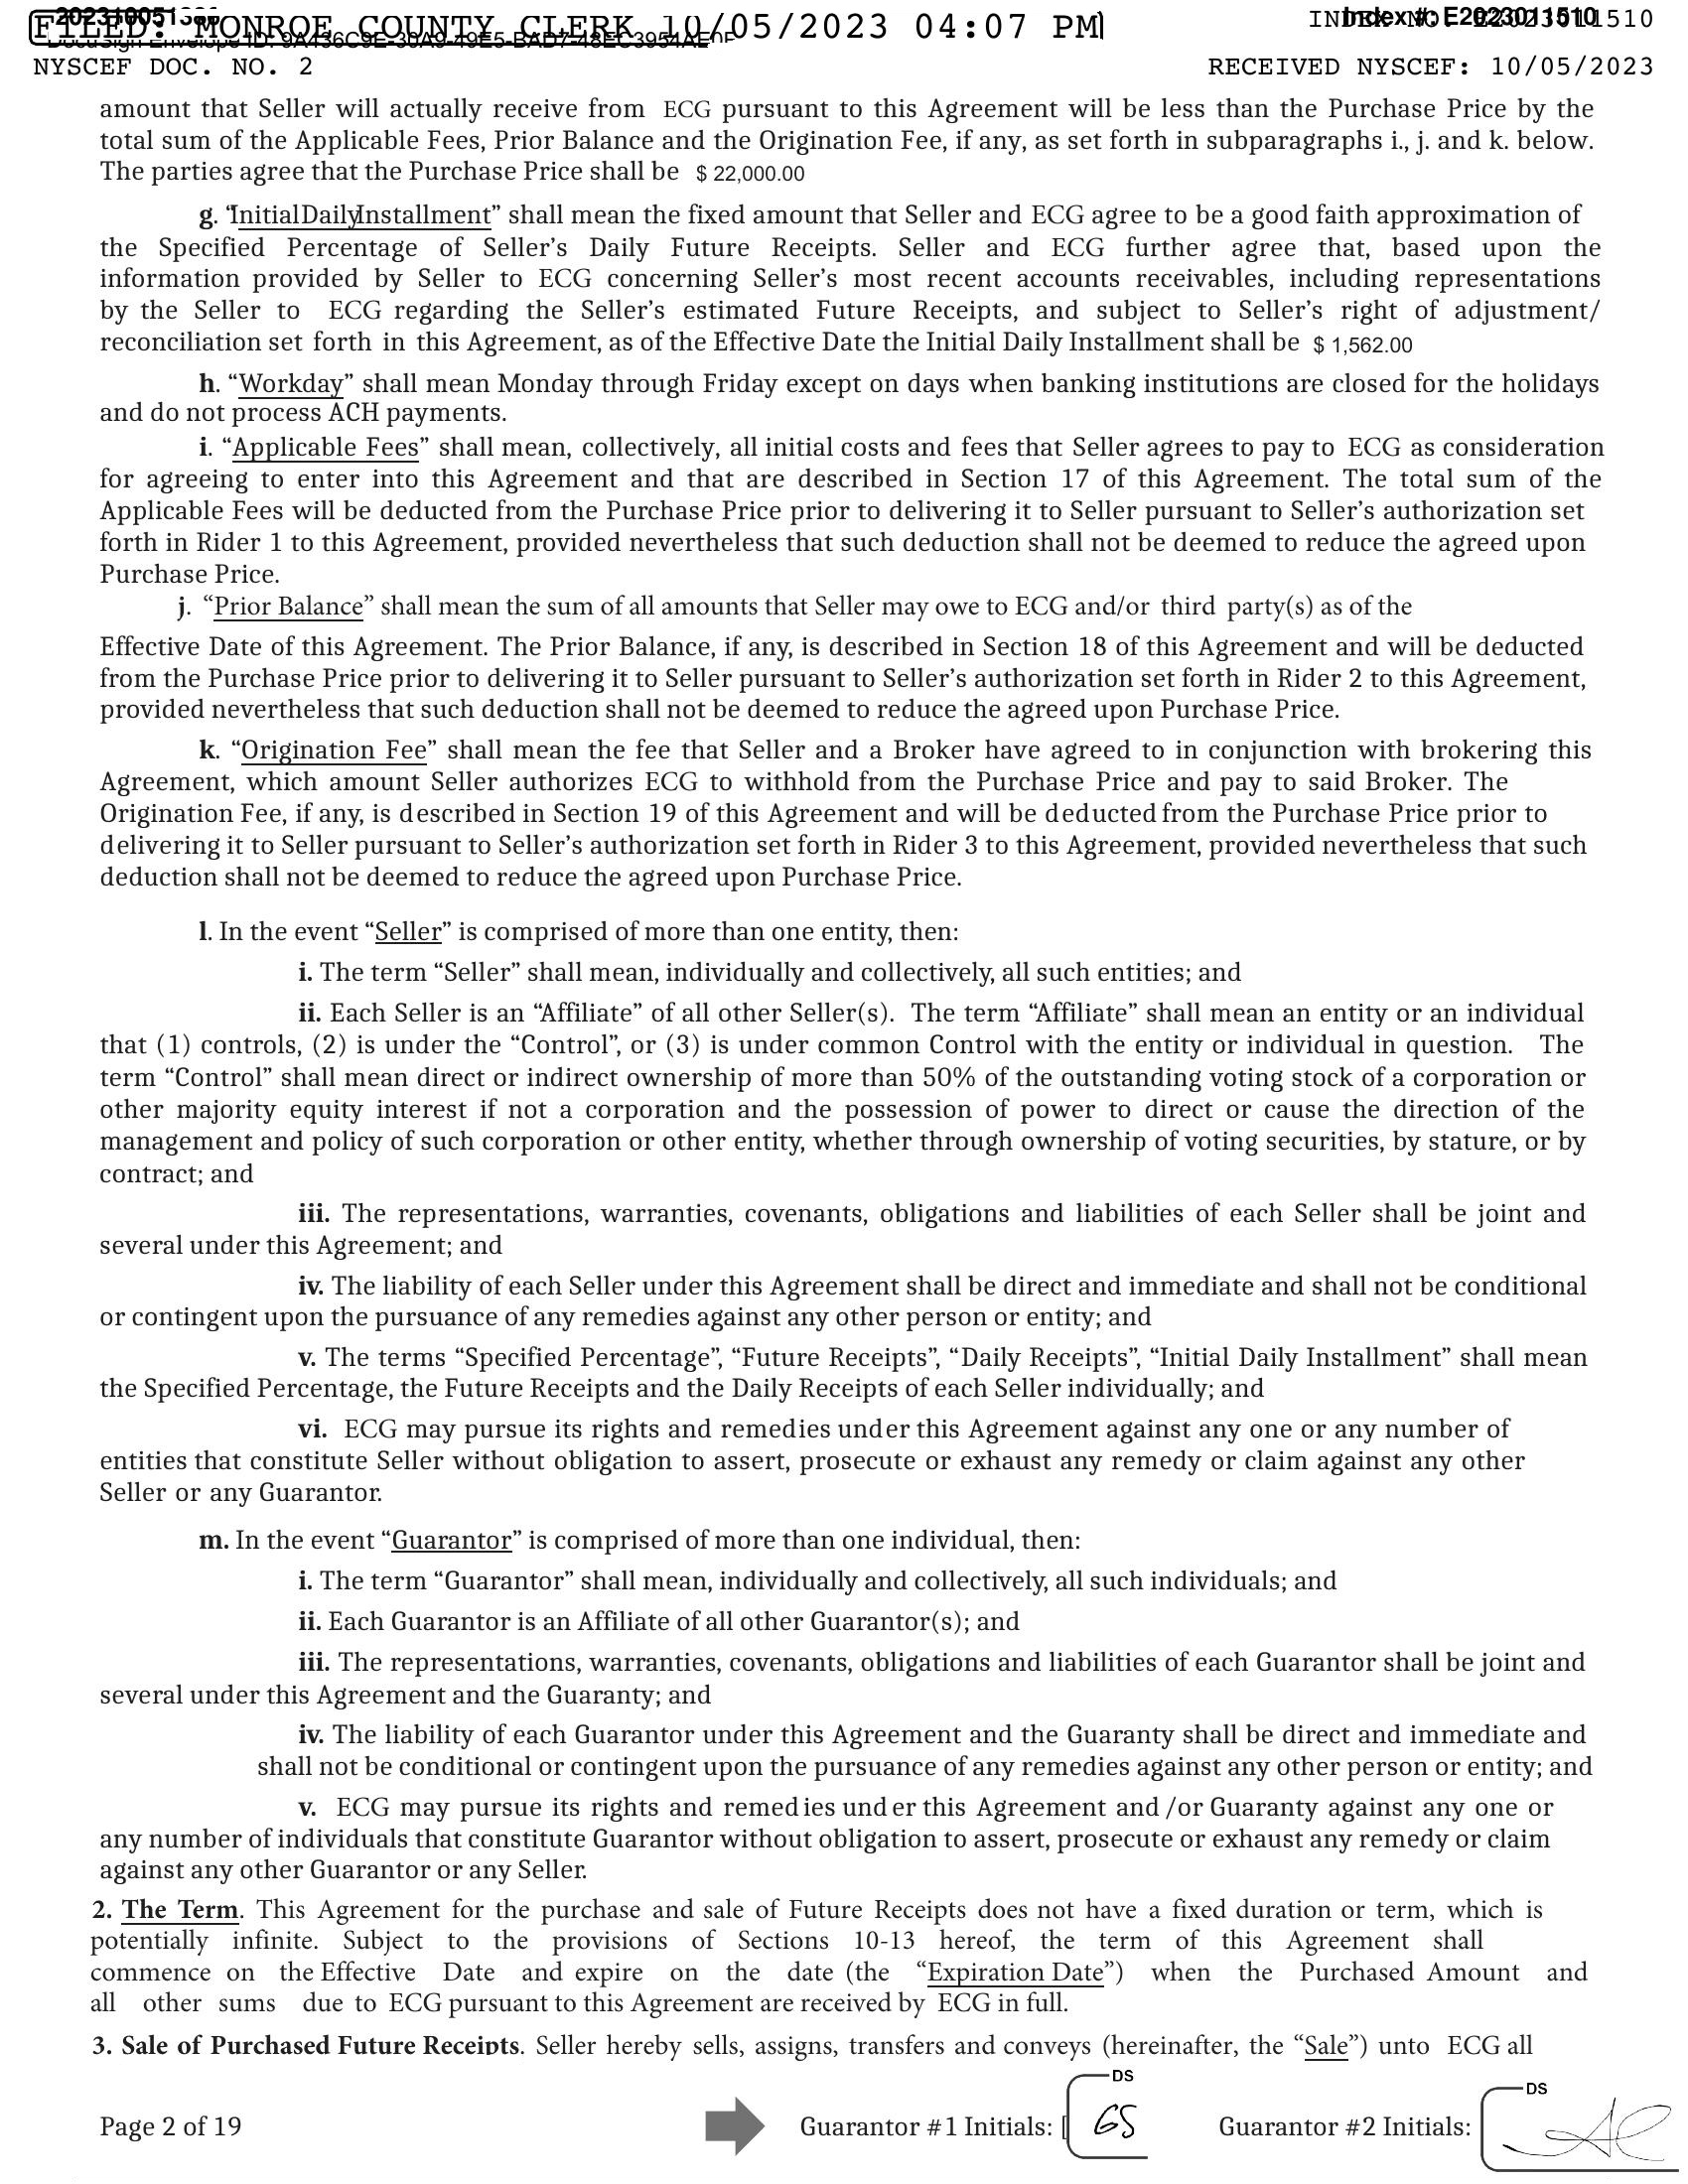 202310051386 Index #: E2023011510
FILED: MONROE COUNTY CLERK 10/05/2023 04:07 PM INDEX NO. E2023011510
DocuSign Envelope ID: 9A436C9E-30A9-49E5-BAD7-48EC3954AE0F
NYSCEF DOC. NO. 2 RECEIVED NYSCEF: 10/05/2023
amount that Seller will actually receive from ECG pursuant to this Agreement will be less than the Purchase Price by the
total sum of the Applicable Fees, Prior Balance and the Origination Fee, if any, as set forth in subparagraphs i., j. and k. below.
The parties agree that the Purchase Price shall be $ 22,000.00
g. “Initial Daily Installment” shall mean the fixed amount that Seller and ECG agree to be a good faith approximation of
the Specified Percentage of Seller’s Daily Future Receipts. Seller and ECG further agree that, based upon the
information provided by Seller to ECG concerning Seller’s most recent accounts receivables, including representations
by the Seller to ECG regarding the Seller’s estimated Future Receipts, and subject to Seller’s right of adjustment/
reconciliation set forth in this Agreement, as of the Effective Date the Initial Daily Installment shall be $ 1,562.00
h. “Workday” shall mean Monday through Friday except on days when banking institutions are closed for the holidays
and do not process ACH payments.
i. “Applicable Fees” shall mean, collectively, all initial costs and fees that Seller agrees to pay to ECG as consideration
for agreeing to enter into this Agreement and that are described in Section 17 of this Agreement. The total sum of the
Applicable Fees will be deducted from the Purchase Price prior to delivering it to Seller pursuant to Seller’s authorization set
forth in Rider 1 to this Agreement, provided nevertheless that such deduction shall not be deemed to reduce the agreed upon
Purchase Price.
j. “Prior Balance” shall mean the sum of all amounts that Seller may owe to ECG and/or third party(s) as of the
Effective Date of this Agreement. The Prior Balance, if any, is described in Section 18 of this Agreement and will be deducted
from the Purchase Price prior to delivering it to Seller pursuant to Seller’s authorization set forth in Rider 2 to this Agreement,
provided nevertheless that such deduction shall not be deemed to reduce the agreed upon Purchase Price.
k. “Origination Fee” shall mean the fee that Seller and a Broker have agreed to in conjunction with brokering this
Agreement, which amount Seller authorizes ECG to withhold from the Purchase Price and pay to said Broker. The
Origination Fee, if any, is described in Section 19 of this Agreement and will be deducted from the Purchase Price prior to
delivering it to Seller pursuant to Seller’s authorization set forth in Rider 3 to this Agreement, provided nevertheless that such
deduction shall not be deemed to reduce the agreed upon Purchase Price.
l. In the event “Seller” is comprised of more than one entity, then:
i. The term “Seller” shall mean, individually and collectively, all such entities; and
ii. Each Seller is an “Affiliate” of all other Seller(s). The term “Affiliate” shall mean an entity or an individual
that (1) controls, (2) is under the “Control”, or (3) is under common Control with the entity or individual in question. The
term “Control” shall mean direct or indirect ownership of more than 50% of the outstanding voting stock of a corporation or
other majority equity interest if not a corporation and the possession of power to direct or cause the direction of the
management and policy of such corporation or other entity, whether through ownership of voting securities, by stature, or by
contract; and
iii. The representations, warranties, covenants, obligations and liabilities of each Seller shall be joint and
several under this Agreement; and
iv. The liability of each Seller under this Agreement shall be direct and immediate and shall not be conditional
or contingent upon the pursuance of any remedies against any other person or entity; and
v. The terms “Specified Percentage”, “Future Receipts”, “Daily Receipts”, “Initial Daily Installment” shall mean
the Specified Percentage, the Future Receipts and the Daily Receipts of each Seller individually; and
vi. ECG may pursue its rights and remedies under this Agreement against any one or any number of
entities that constitute Seller without obligation to assert, prosecute or exhaust any remedy or claim against any other
Seller or any Guarantor.
m. In the event “Guarantor” is comprised of more than one individual, then:
i. The term “Guarantor” shall mean, individually and collectively, all such individuals; and
ii. Each Guarantor is an Affiliate of all other Guarantor(s); and
iii. The representations, warranties, covenants, obligations and liabilities of each Guarantor shall be joint and
several under this Agreement and the Guaranty; and
iv. The liability of each Guarantor under this Agreement and the Guaranty shall be direct and immediate and
shall not be conditional or contingent upon the pursuance of any remedies against any other person or entity; and
v. ECG may pursue its rights and remedies under this Agreement and /or Guaranty against any one or
any number of individuals that constitute Guarantor without obligation to assert, prosecute or exhaust any remedy or claim
against any other Guarantor or any Seller.
2. The Term. This Agreement for the purchase and sale of Future Receipts does not have a fixed duration or term, which is
potentially infinite. Subject to the provisions of Sections 10-13 hereof, the term of this Agreement shall
commence on the Effective Date and expire on the date (the “Expiration Date”) when the Purchased Amount and
all other sums due to ECG pursuant to this Agreement are received by ECG in full.
3. Sale of Purchased Future Receipts. Seller hereby sells, assigns, transfers and conveys (hereinafter, the “Sale”) unto ECG all
DS DS
Page 2 of 19 Guarantor #1 Initials: [ GS Guarantor #2 Initials: